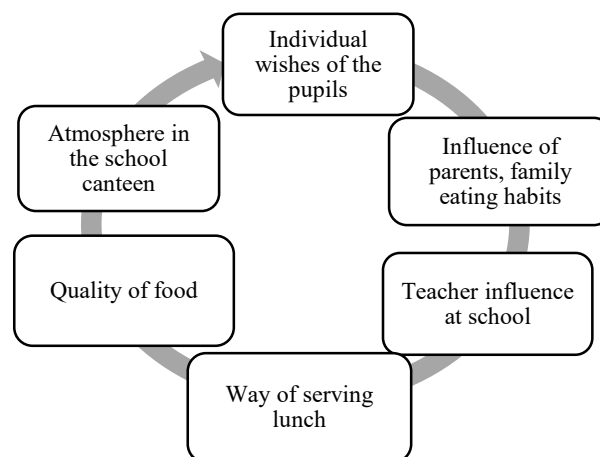 Individual
wishes of the
pupils
Influence of
parents, family
eating habits
Teacher influence
at school
Way of serving
lunch
Quality of food
Atmosphere in
the school
canteen